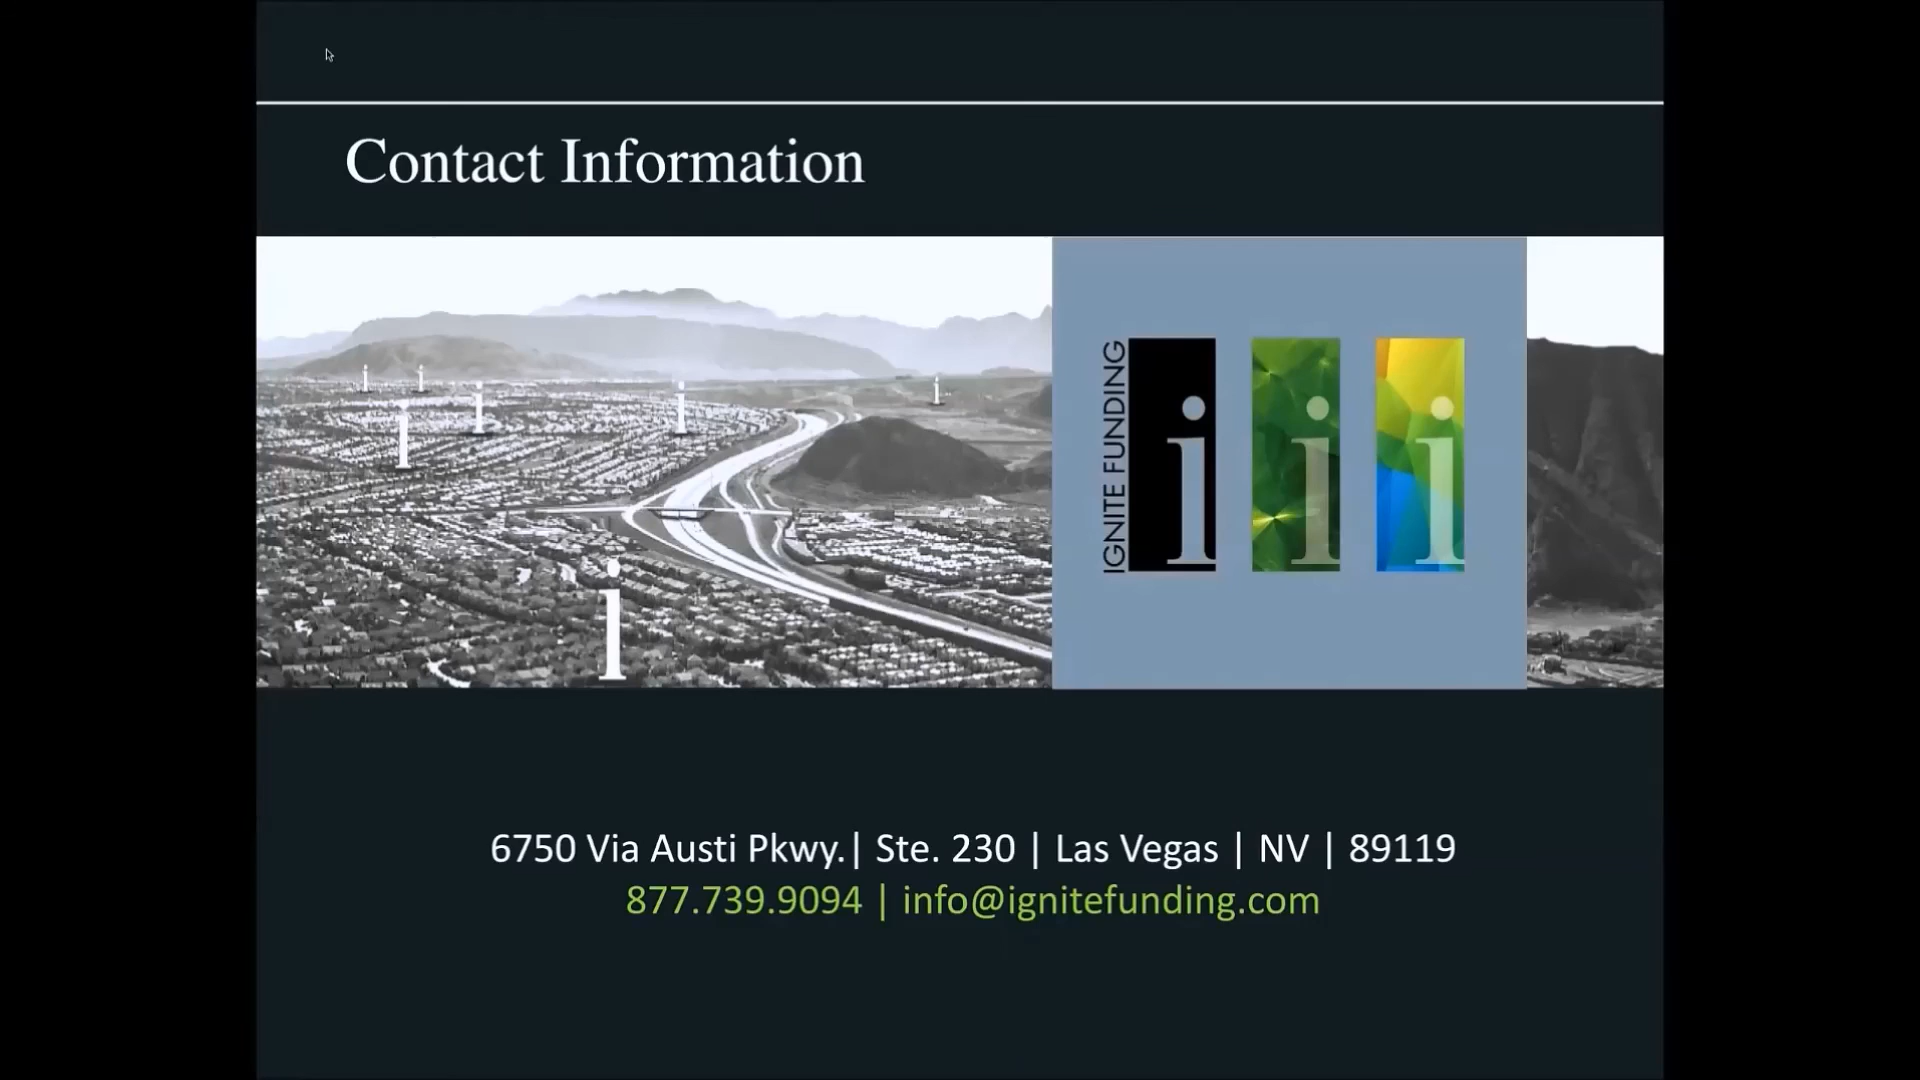 Contact Information
IGNITE FUNDING
i i i
6750 Via Austi Pkwy.| Ste. 230 | Las Vegas | NV | 89119
877.739.9094 | info@ignitefunding.com